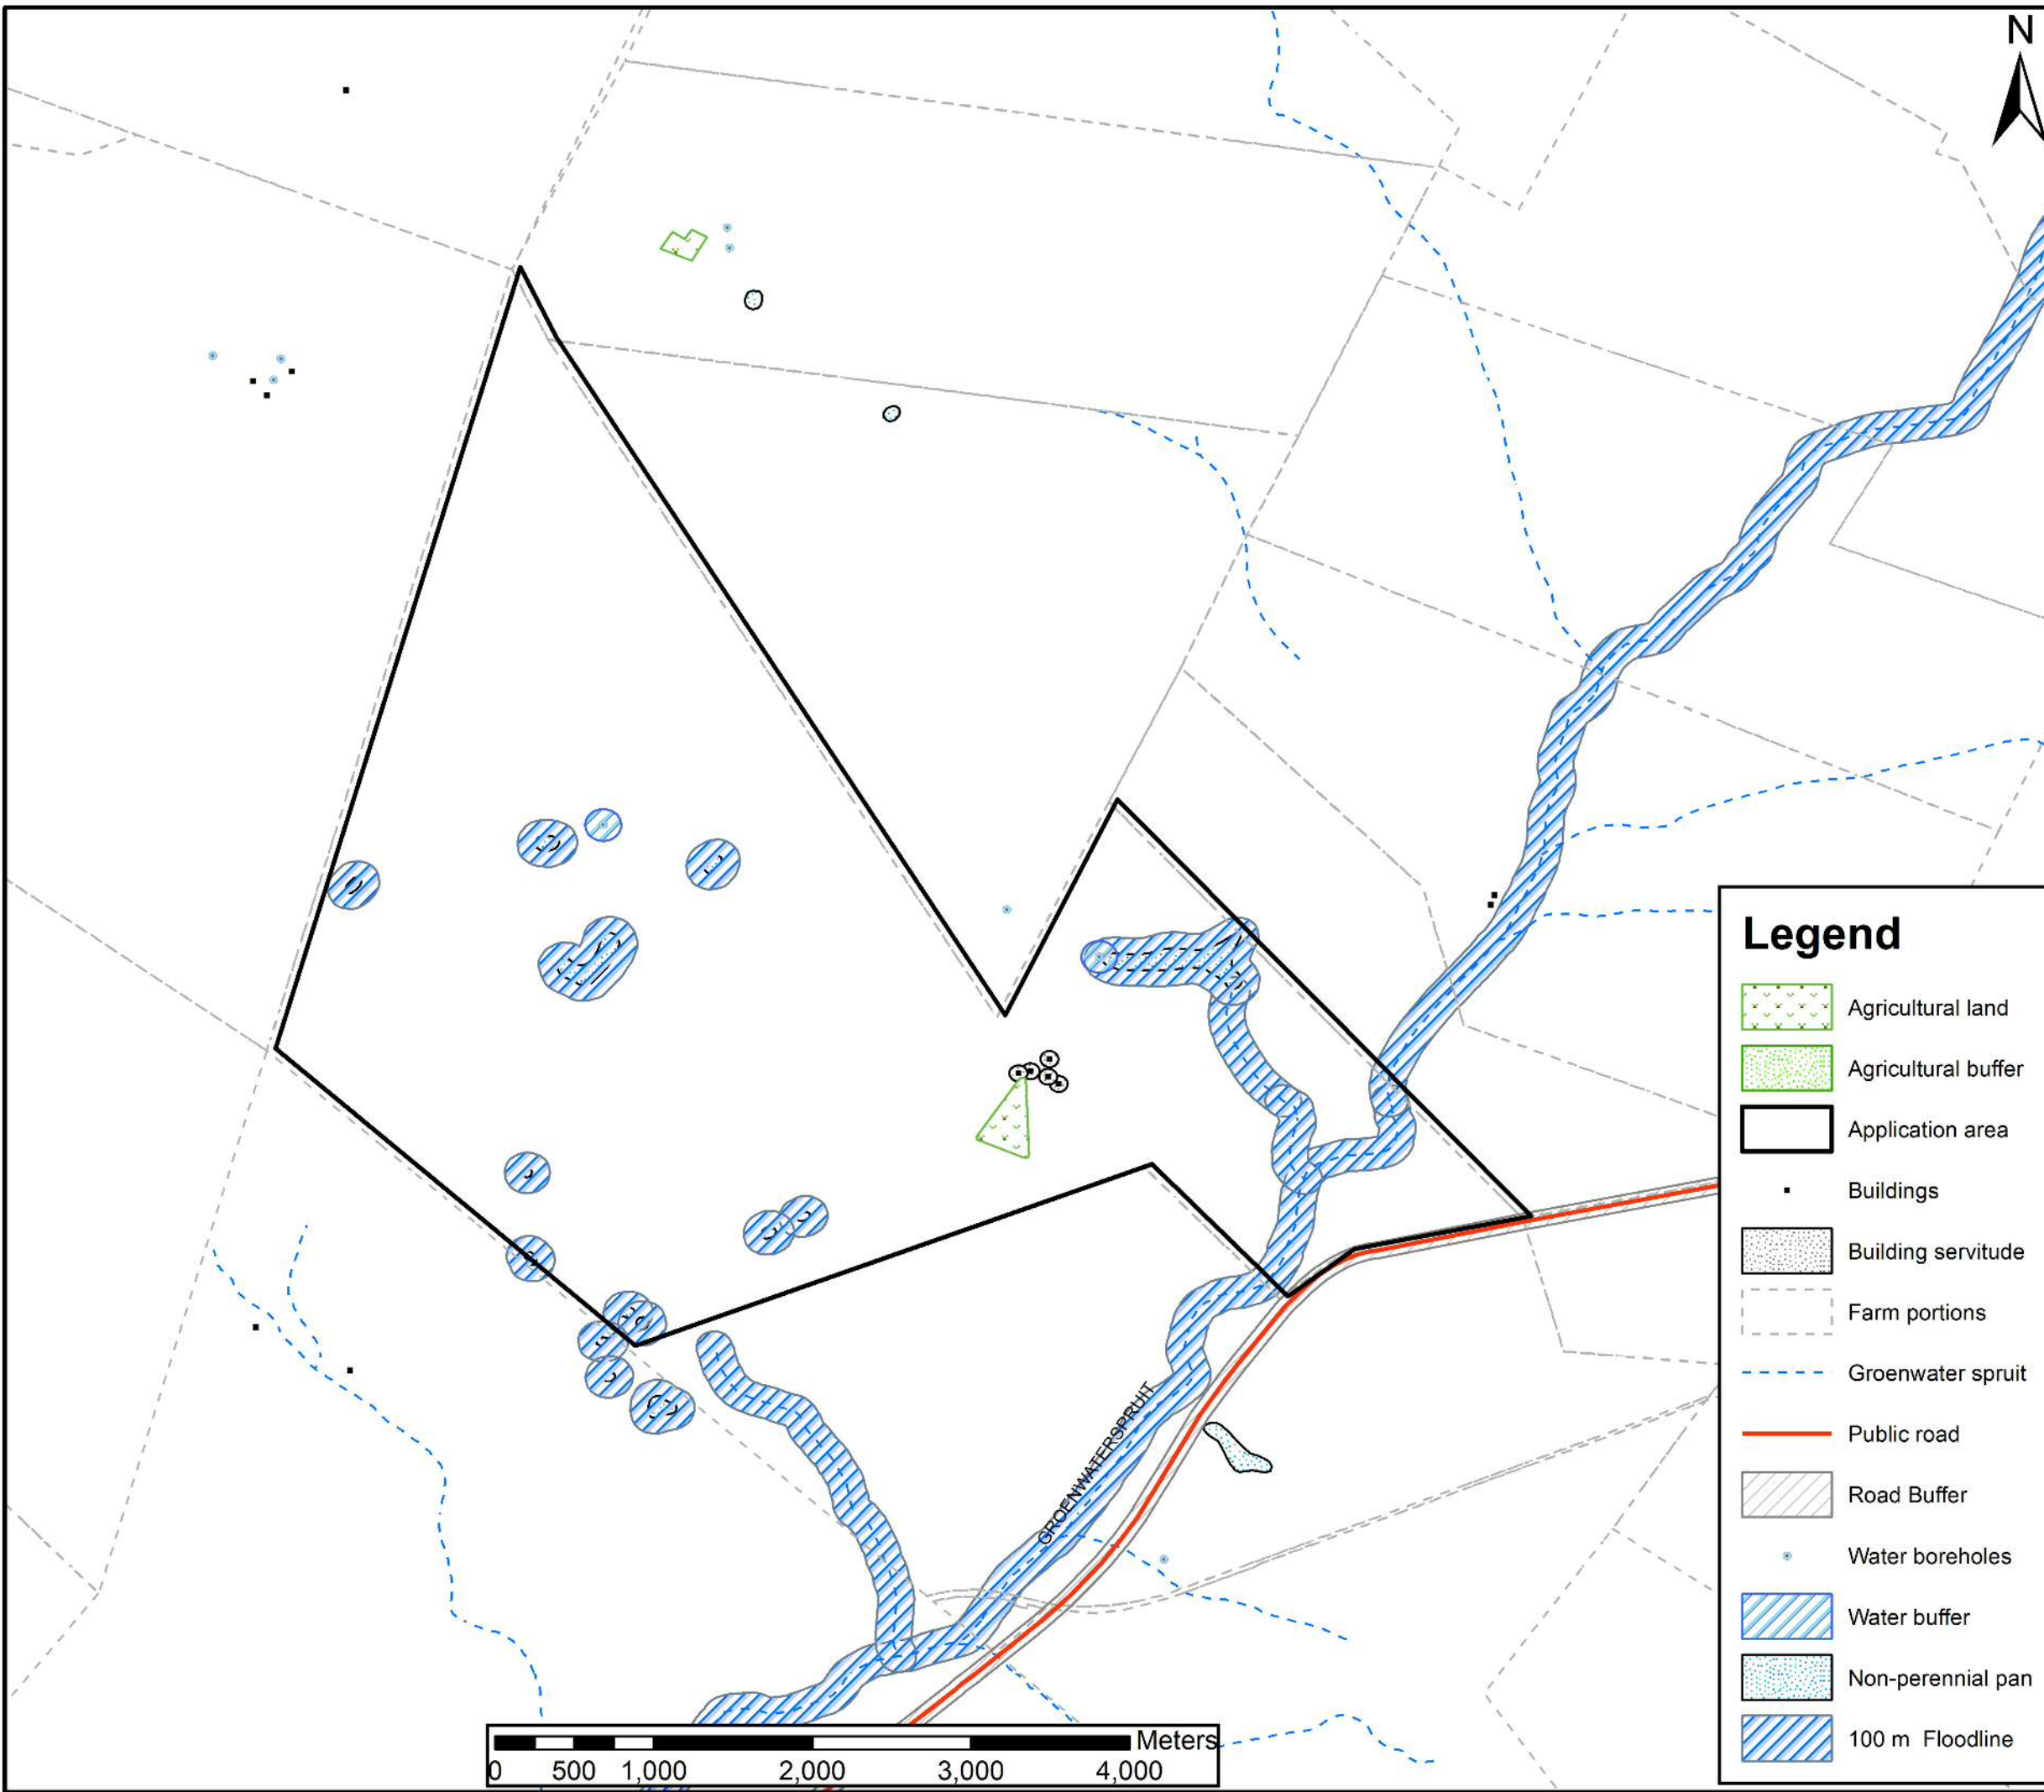 N
GROENWATERSPRUIT
Legend
Agricultural land
Agricultural buffer
Application area
Buildings
Building servitude
Farm portions
Groenwater spruit
Public road
Road Buffer
Water boreholes
Water buffer
Non-perennial pan
100 m Floodline
Meters
0 500 1,000 2,000 3,000 4,000